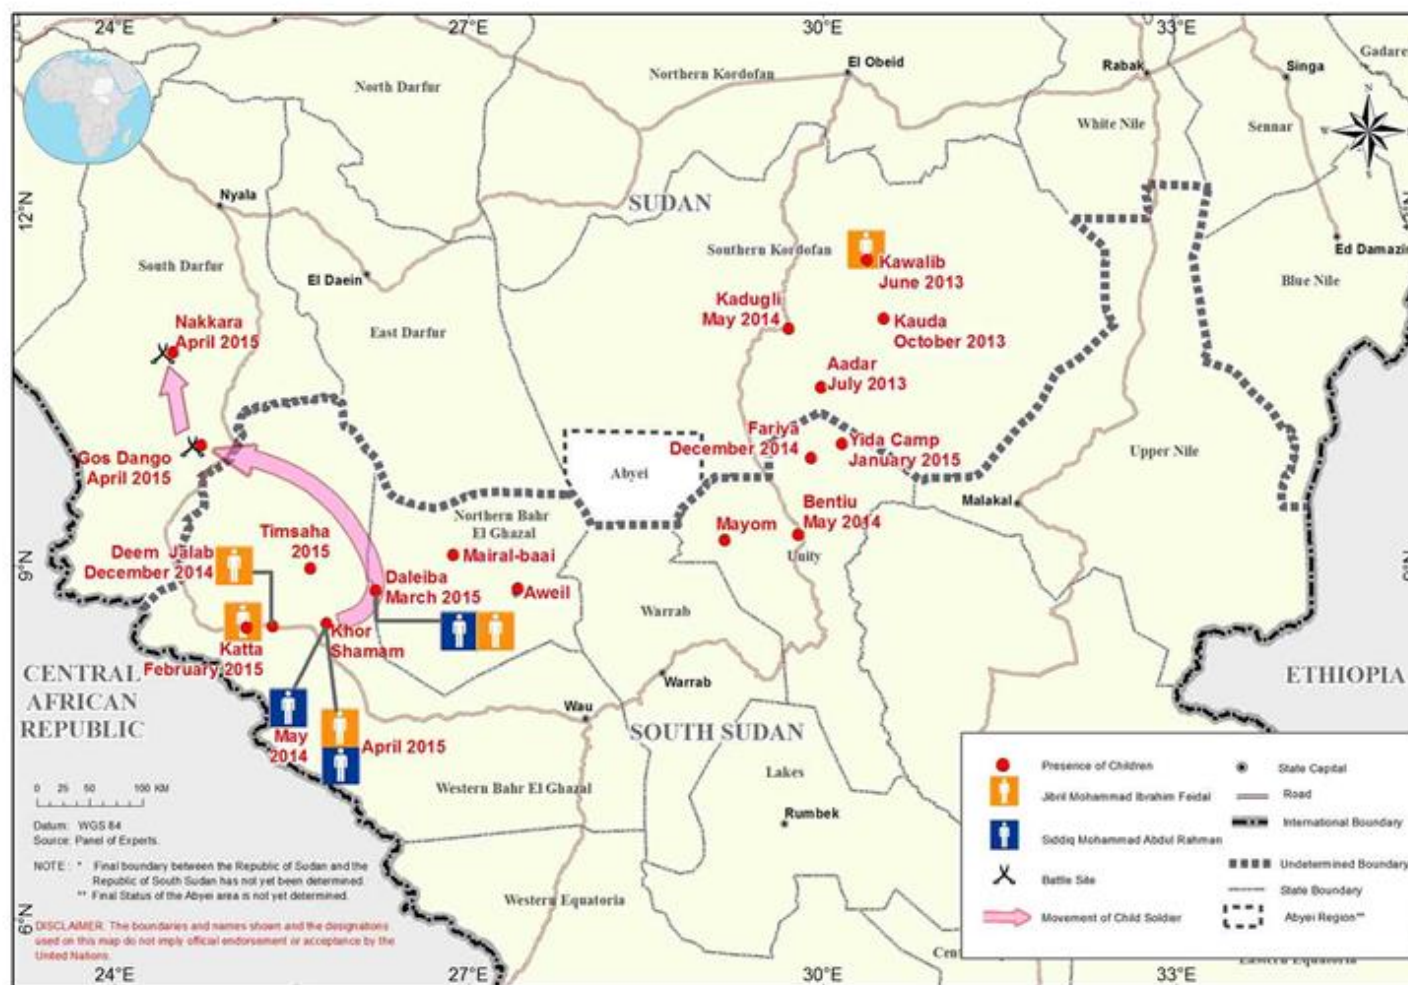 24°E
27°E
30°E
33°E
Gadare
El Obeid
Rabak
Singa
Northern Kordofan
North Darfur
White Nile
Sennar
N
W
S
12°N
Nyala
SUDAN
Southern Kordofan
Ed Damazin
South Darfur
El Daein
Kawalib
June 2013
Blue Nile
Kadugli
May 2014
Nakkara
April 2015
East Darfur
Kauda
October 2013
Aadar
July 2013
Fariya
December 2014
Yida Camp
January 2015
Gos Dango
April 2015
Abyei
Upper Nile
Malakal
Bentiu
May 2014
Northern Bahr
El Ghazal
Mayom
Unity
Timsaha
2015
9°N
Deem Jalab
December 2014
Mairal-baai
Daleiba
March 2015
Aweil
Warrab
Khor
Shamam
Katta
February 2015
CENTRAL
AFRICAN
REPUBLIC
ETHIOPIA
Warrab
Wau
SOUTH SUDAN
May
2014
April 2015
Lakes
Western Bahr El Ghazal
Rumbek
0 25 50 100 KM
Datum: WGS 84
Source: Panel of Experts.
NOTE : * Final boundary between the Republic of Sudan and the
Republic of South Sudan has not yet been determined.
** Final Status of the Abyei area is not yet determined.
Western Equatoria
6°N
DISCLAIMER: The boundaries and names shown and the designations
used on this map do not imply official endorsement or acceptance by the
United Nations.
Presence of Children
Jibril Mohammad Ibrahim Feidal
Siddiq Mohammad Abdul Rahman
Battle Site
Movement of Child Soldier
State Capital
Road
International Boundary
Undetermined Boundary
State Boundary
Abyei Region**
Cen
Eastern Equatoria
24°E
27°E
30°E
33°E